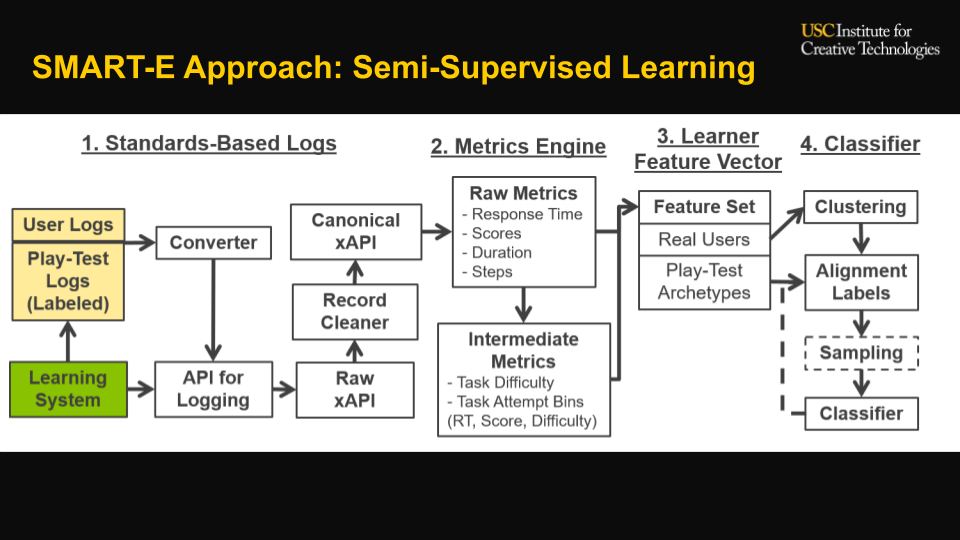 USC Institute for
Creative Technologies
SMART-E Approach: Semi-Supervised Learning
1. Standards-Based Logs
2. Metrics Engine
3. Learner
Feature Vector
4. Classifier
User Logs
Play-Test
Logs
(Labeled)
Learning
System
Converter
API for
Logging
Canonical
xAPI
Record
Cleaner
Raw
xAPI
Raw Metrics
- Response Time
- Scores
- Duration
- Steps
Intermediate
Metrics
- Task Difficulty
- Task Attempt Bins
(RT, Score, Difficulty)
Feature Set
Real Users
Play-Test
Archetypes
Clustering
Alignment
Labels
Sampling
Classifier